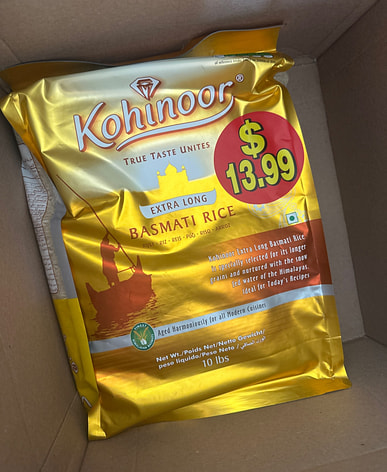 Kohinoor®
TRUE TASTE UNITES
$
13.99
EXTRA LONG
BASMATI RICE
Kohinoor Extra Long Basmati Rice
is specially selected for its longer
grains and nurtured with the snow
and water of the Himalayas,
ideal for Today's Recipes
Aged Harmoniously for all Modern Cuisines
Net Wt./Poids Net/Netto Gewicht/
peso líquido/Peso Neto/
10 lbs